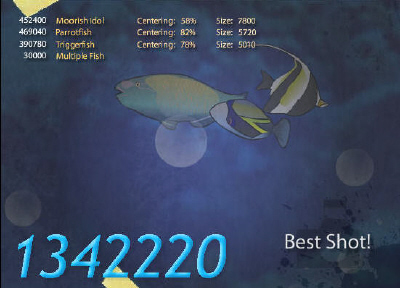 452400 Moorish Idol Centering: 58% Size: 7800
469040 Parrotfish Centering: 82% Size: 5720
390780 Triggerfish Centering: 78% Size: 5010
30000 Multiple Fish
1342220
Best Shot!